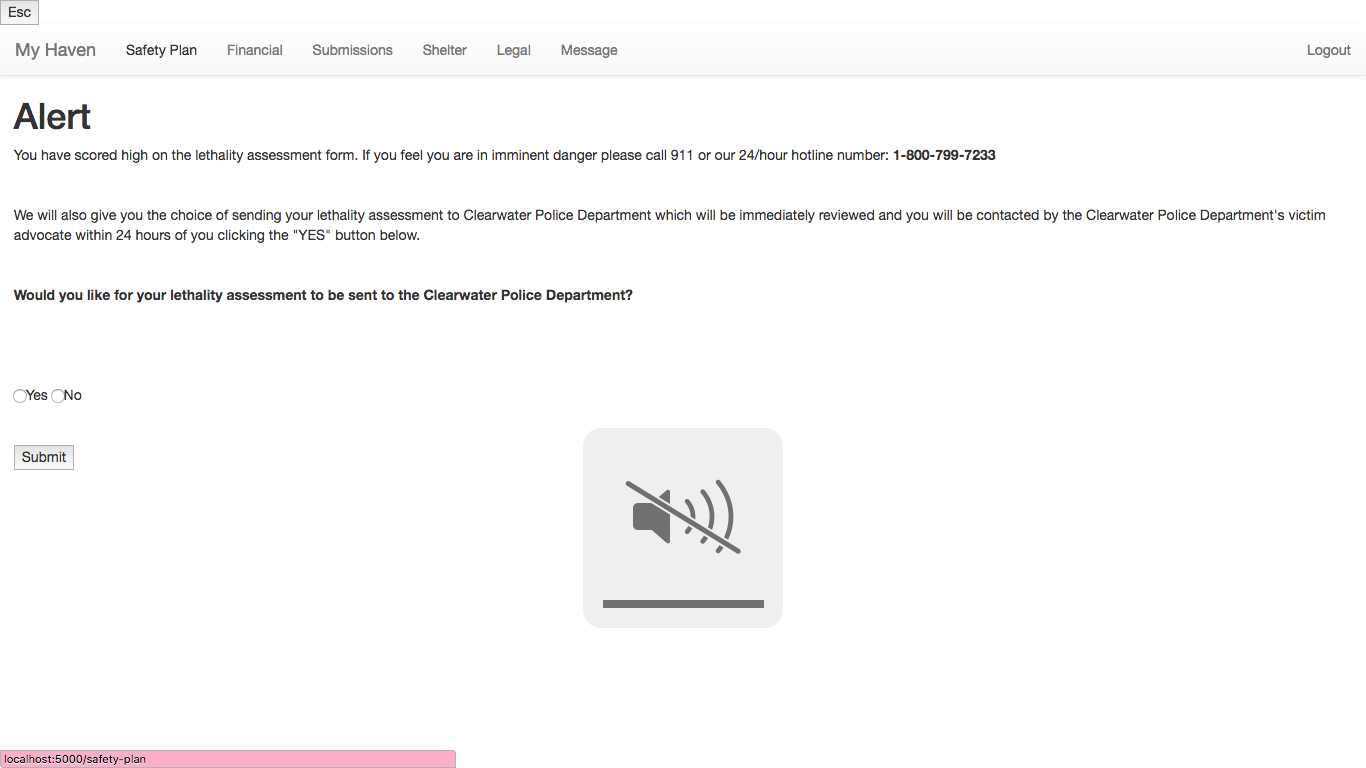 Esc
My Haven Safety Plan Financial Submissions Shelter Legal Message Logout
Alert
You have scored high on the lethality assessment form. If you feel you are in imminent danger please call 911 or our 24/hour hotline number: 1-800-799-7233
We will also give you the choice of sending your lethality assessment to Clearwater Police Department which will be immediately reviewed and you will be contacted by the Clearwater Police Department's victim
advocate within 24 hours of you clicking the "YES" button below.
Would you like for your lethality assessment to be sent to the Clearwater Police Department?
Yes No
Submit
localhost:5000/safety-plan